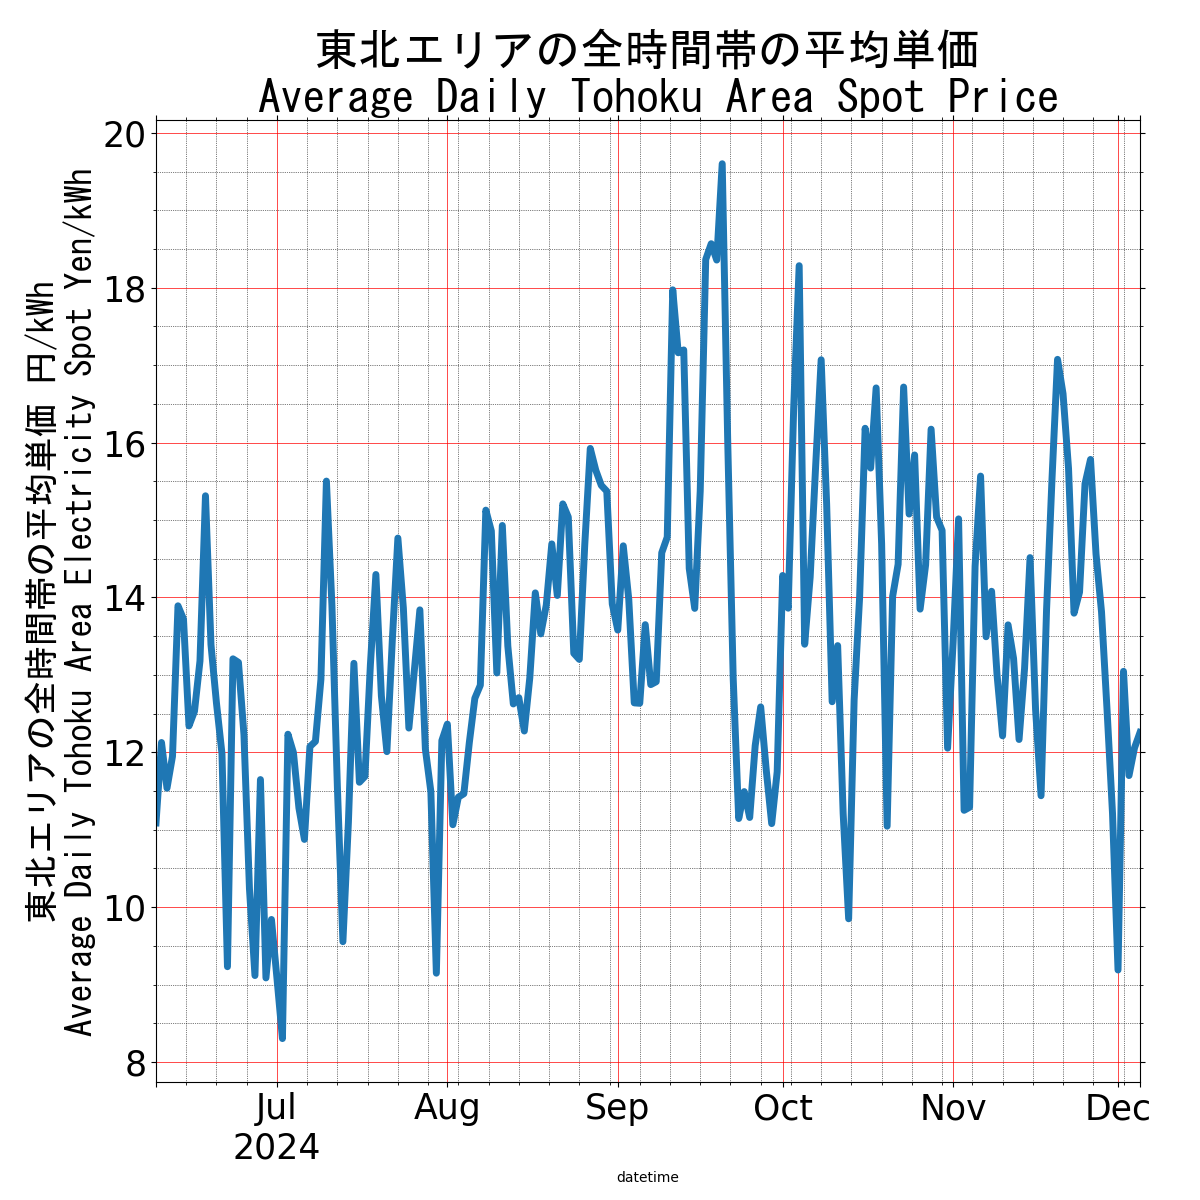 東北エリアの全時間帯の平均単価
Average Daily Tohoku Area Spot Price
東北エリアの全時間帯の平均単価 円/kWh
Average Daily Tohoku Area Electricity Spot Yen/kWh
20
18
16
14
12
10
8
Jul Aug Sep Oct Nov Dec
2024
datetime